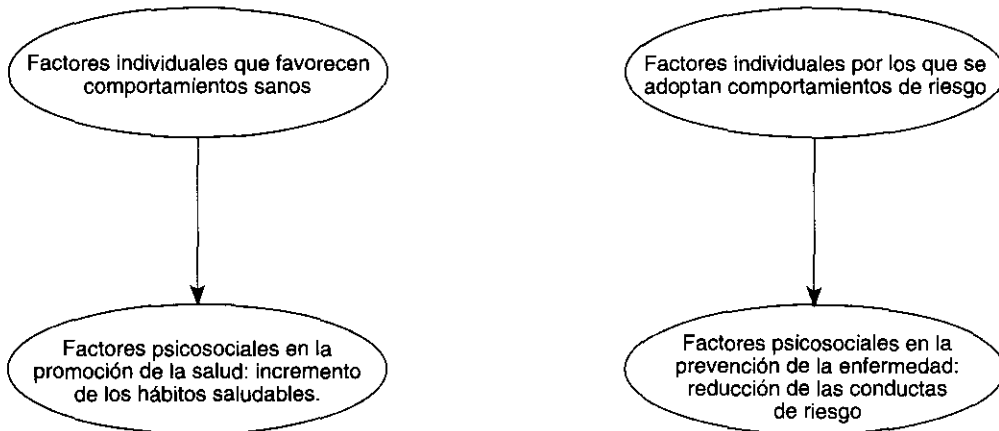 Factores individuales que favorecen
comportamientos sanos
Factores individuales por los que se
adoptan comportamientos de riesgo
Factores psicosociales en la
promoción de la salud: incremento
de los hábitos saludables.
Factores psicosociales en la
prevención de la enfermedad:
reducción de las conductas
de riesgo